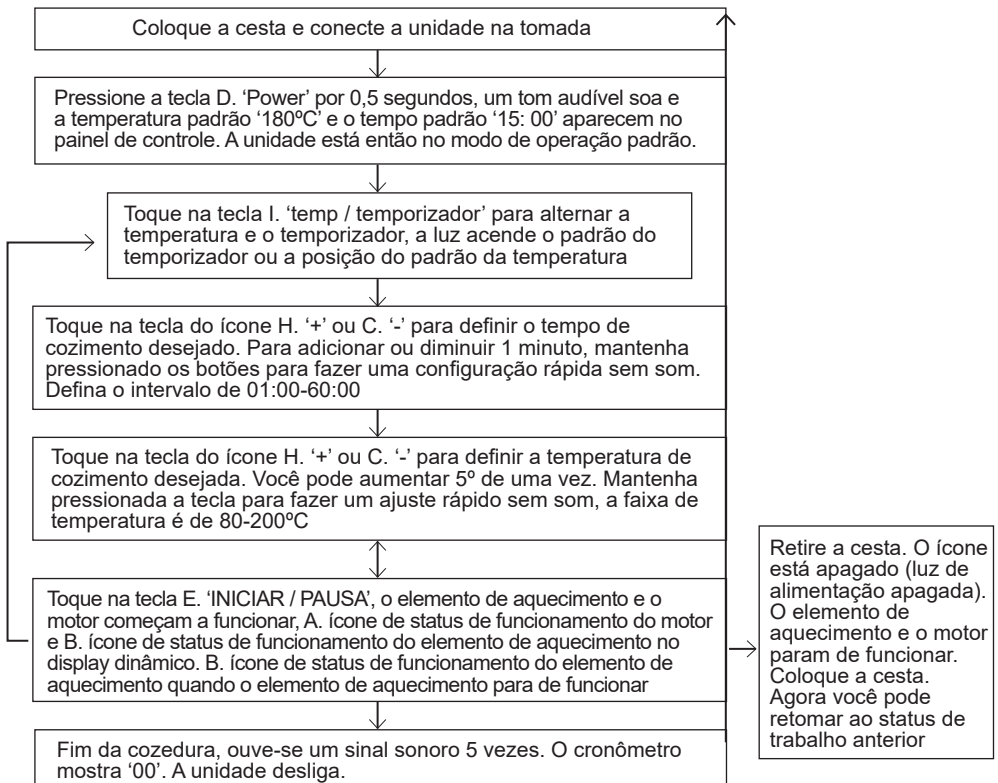 Coloque a cesta e conecte a unidade na tomada
Pressione a tecla D. ‘Power’ por 0,5 segundos, um tom audível soa e
a temperatura padrão ‘180ºC’ e o tempo padrão ‘15: 00’ aparecem no
painel de controle. A unidade está então no modo de operação padrão.
Toque na tecla I. ‘temp / temporizador’ para alternar a
temperatura e o temporizador, a luz acende o padrão do
temporizador ou a posição do padrão da temperatura
Toque na tecla do ícone H. ‘+’ ou C. ‘-’ para definir o tempo de
cozimento desejado. Para adicionar ou diminuir 1 minuto, mantenha
pressionado os botões para fazer uma configuração rápida sem som.
Defina o intervalo de 01:00-60:00
Toque na tecla do ícone H. ‘+’ ou C. ‘-’ para definir a temperatura de
cozimento desejada. Você pode aumentar 5º de uma vez. Mantenha
pressionada a tecla para fazer um ajuste rápido sem som, a faixa de
temperatura é de 80-200ºC
Toque na tecla E. ‘INICIAR / PAUSA’, o elemento de aquecimento e o
motor começam a funcionar, A. ícone de status de funcionamento do motor
e B. ícone de status de funcionamento do elemento de aquecimento no
display dinâmico. B. ícone de status de funcionamento do elemento de
aquecimento quando o elemento de aquecimento para de funcionar
Retire a cesta. O ícone
está apagado (luz de
alimentação apagada).
O elemento de
aquecimento e o motor
param de funcionar.
Coloque a cesta.
Agora você pode
retomar ao status de
trabalho anterior
Fim da cozedura, ouve-se um sinal sonoro 5 vezes. O cronômetro
mostra ‘00’. A unidade desliga.